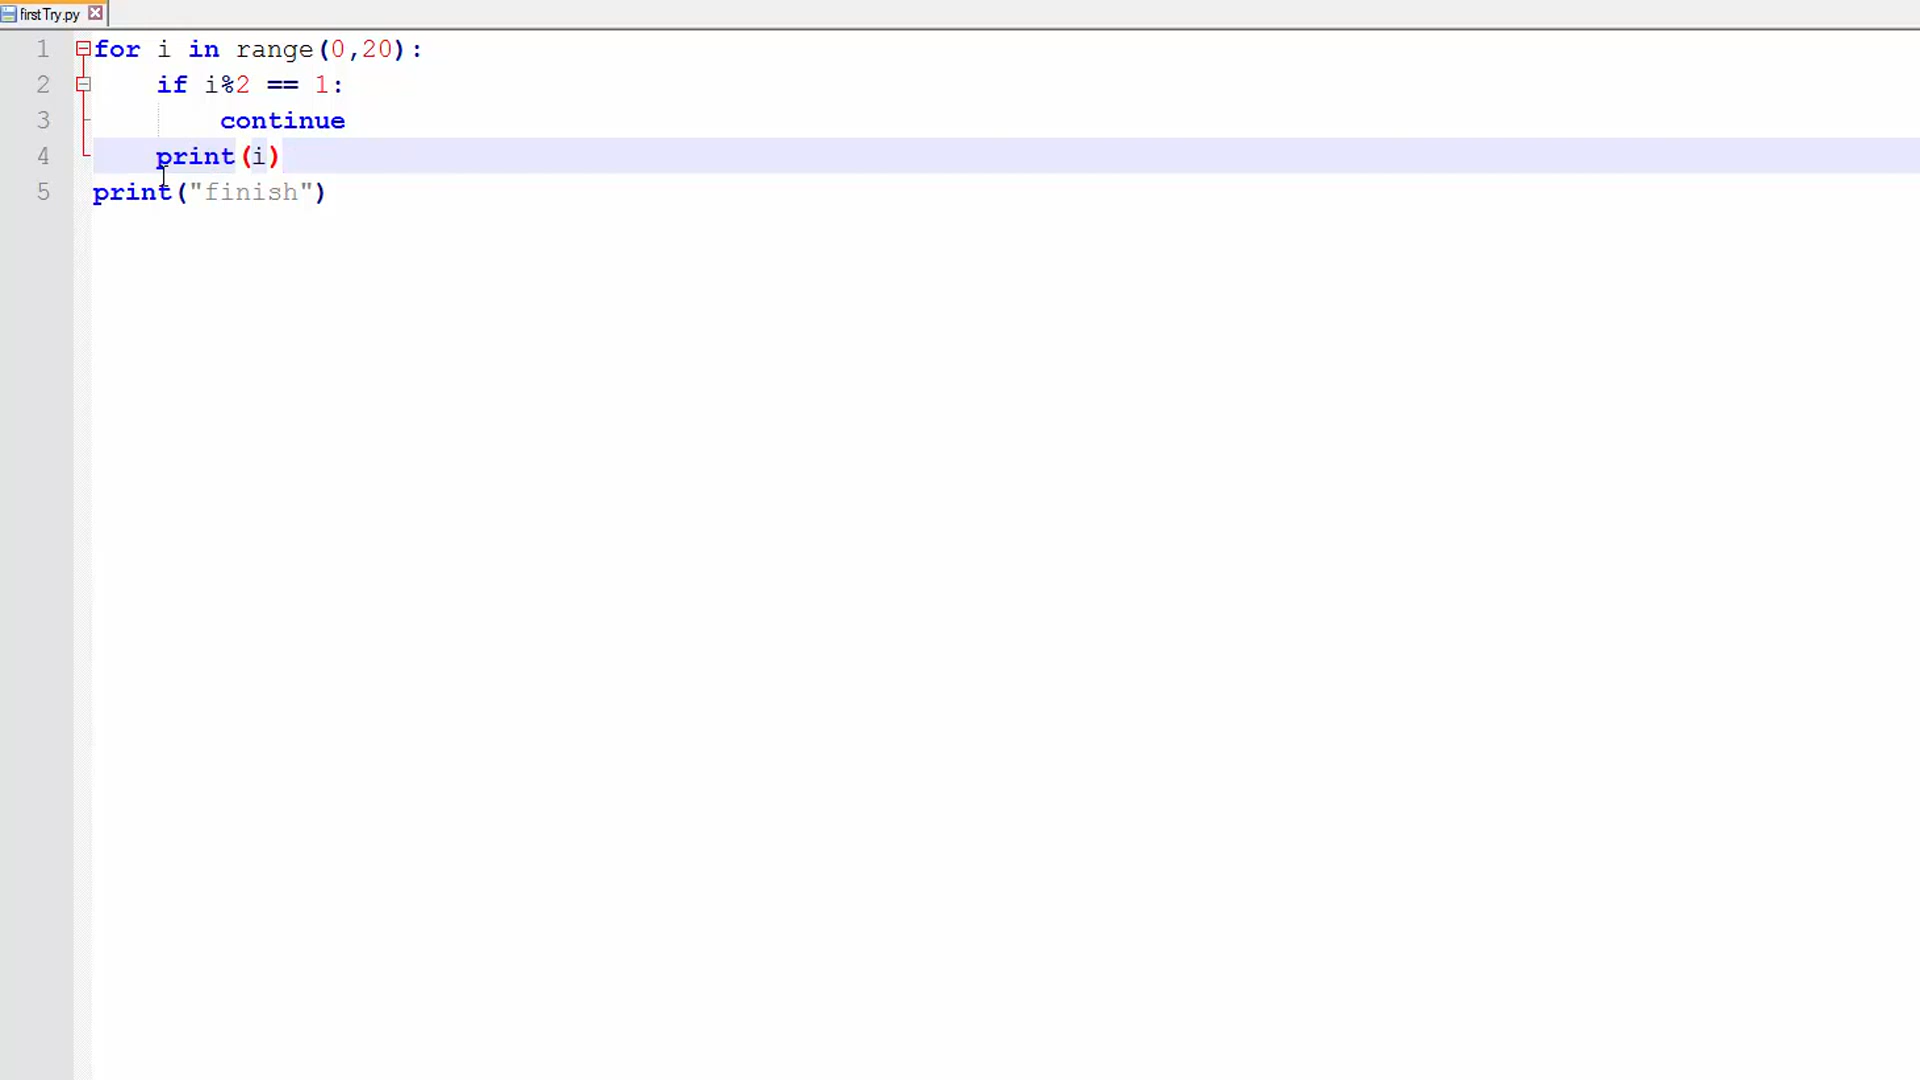 firstTry.py
1 for i in range(0,20):
2     if i%2 == 1:
3         continue
4     print(i)
5 print("finish")